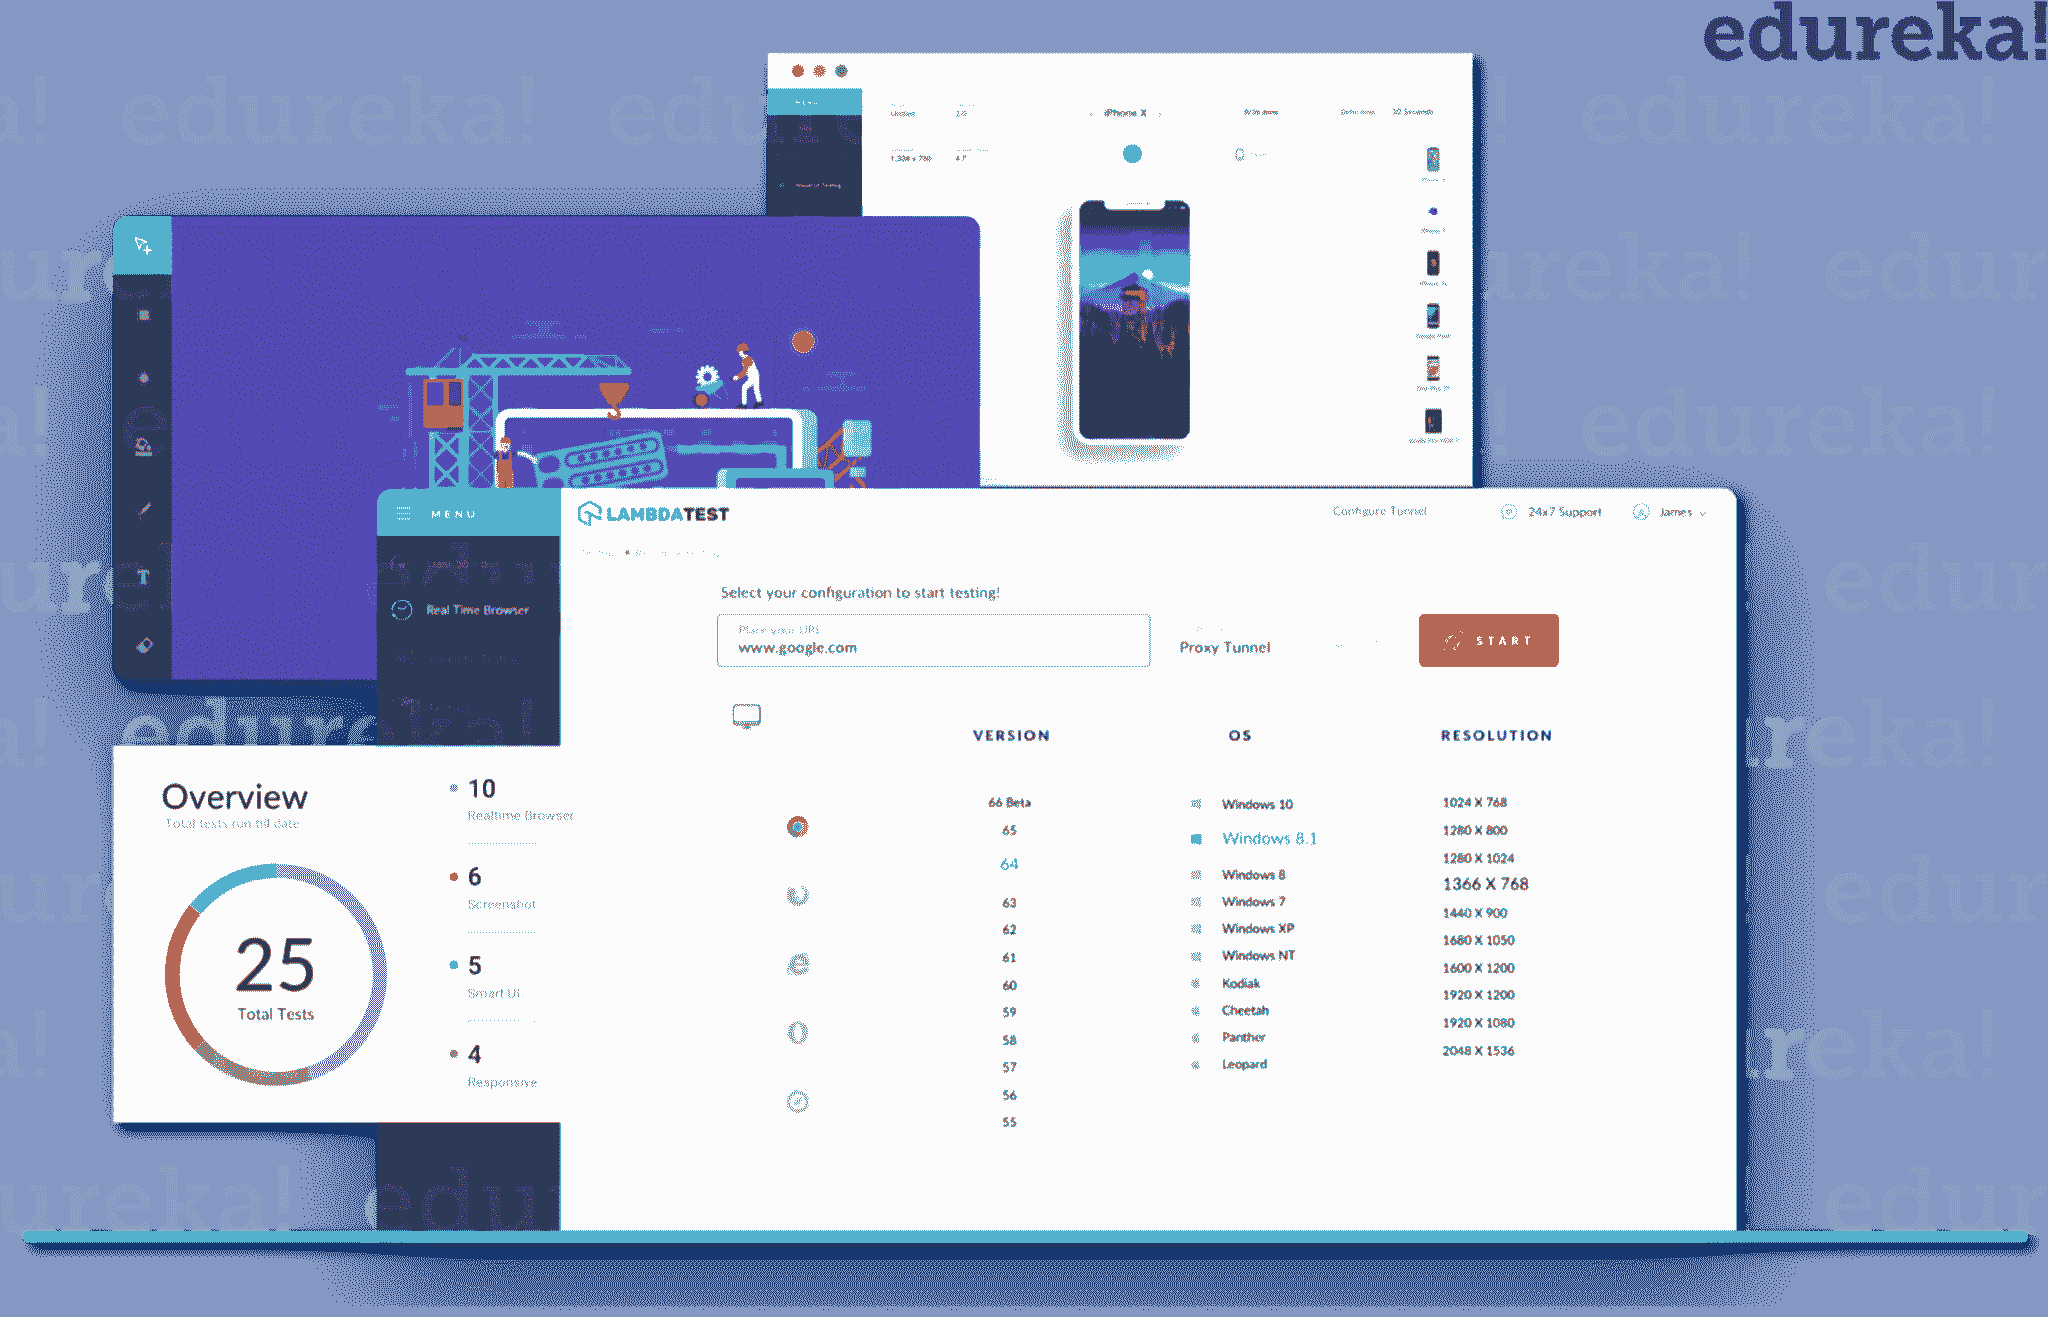 edureka!
iPhone X
MENU
LAMBDATEST
Configure Tunnel
24x7 Support
James
Real Time Browser
Select your configuration to start testing!
Place your URL
www.google.com
Proxy Tunnel
START
VERSION OS RESOLUTION
66 Beta
65
64
63
62
61
60
59
58
57
56
55
Windows 10
Windows 8.1
Windows 8
Windows 7
Windows XP
Windows NT
Kodiak
Cheetah
Panther
Leopard
1024 X 768
1280 X 800
1280 X 1024
1366 X 768
1440 X 900
1680 X 1050
1600 X 1200
1920 X 1200
1920 X 1080
2048 X 1536
Overview
Total tests run till date
25
Total Tests
10
Realtime Browser
6
Screenshot
5
Smart UI
4
Responsive